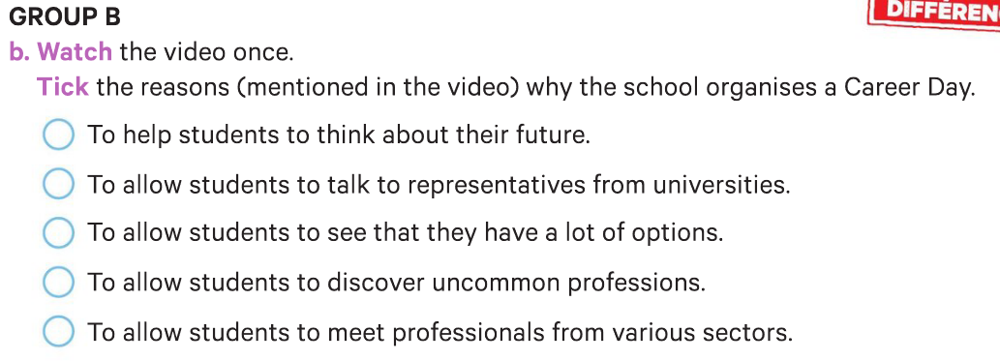 GROUP B
DIFFÉREN
b. Watch the video once.
Tick the reasons (mentioned in the video) why the school organises a Career Day.
To help students to think about their future.
To allow students to talk to representatives from universities.
To allow students to see that they have a lot of options.
To allow students to discover uncommon professions.
To allow students to meet professionals from various sectors.